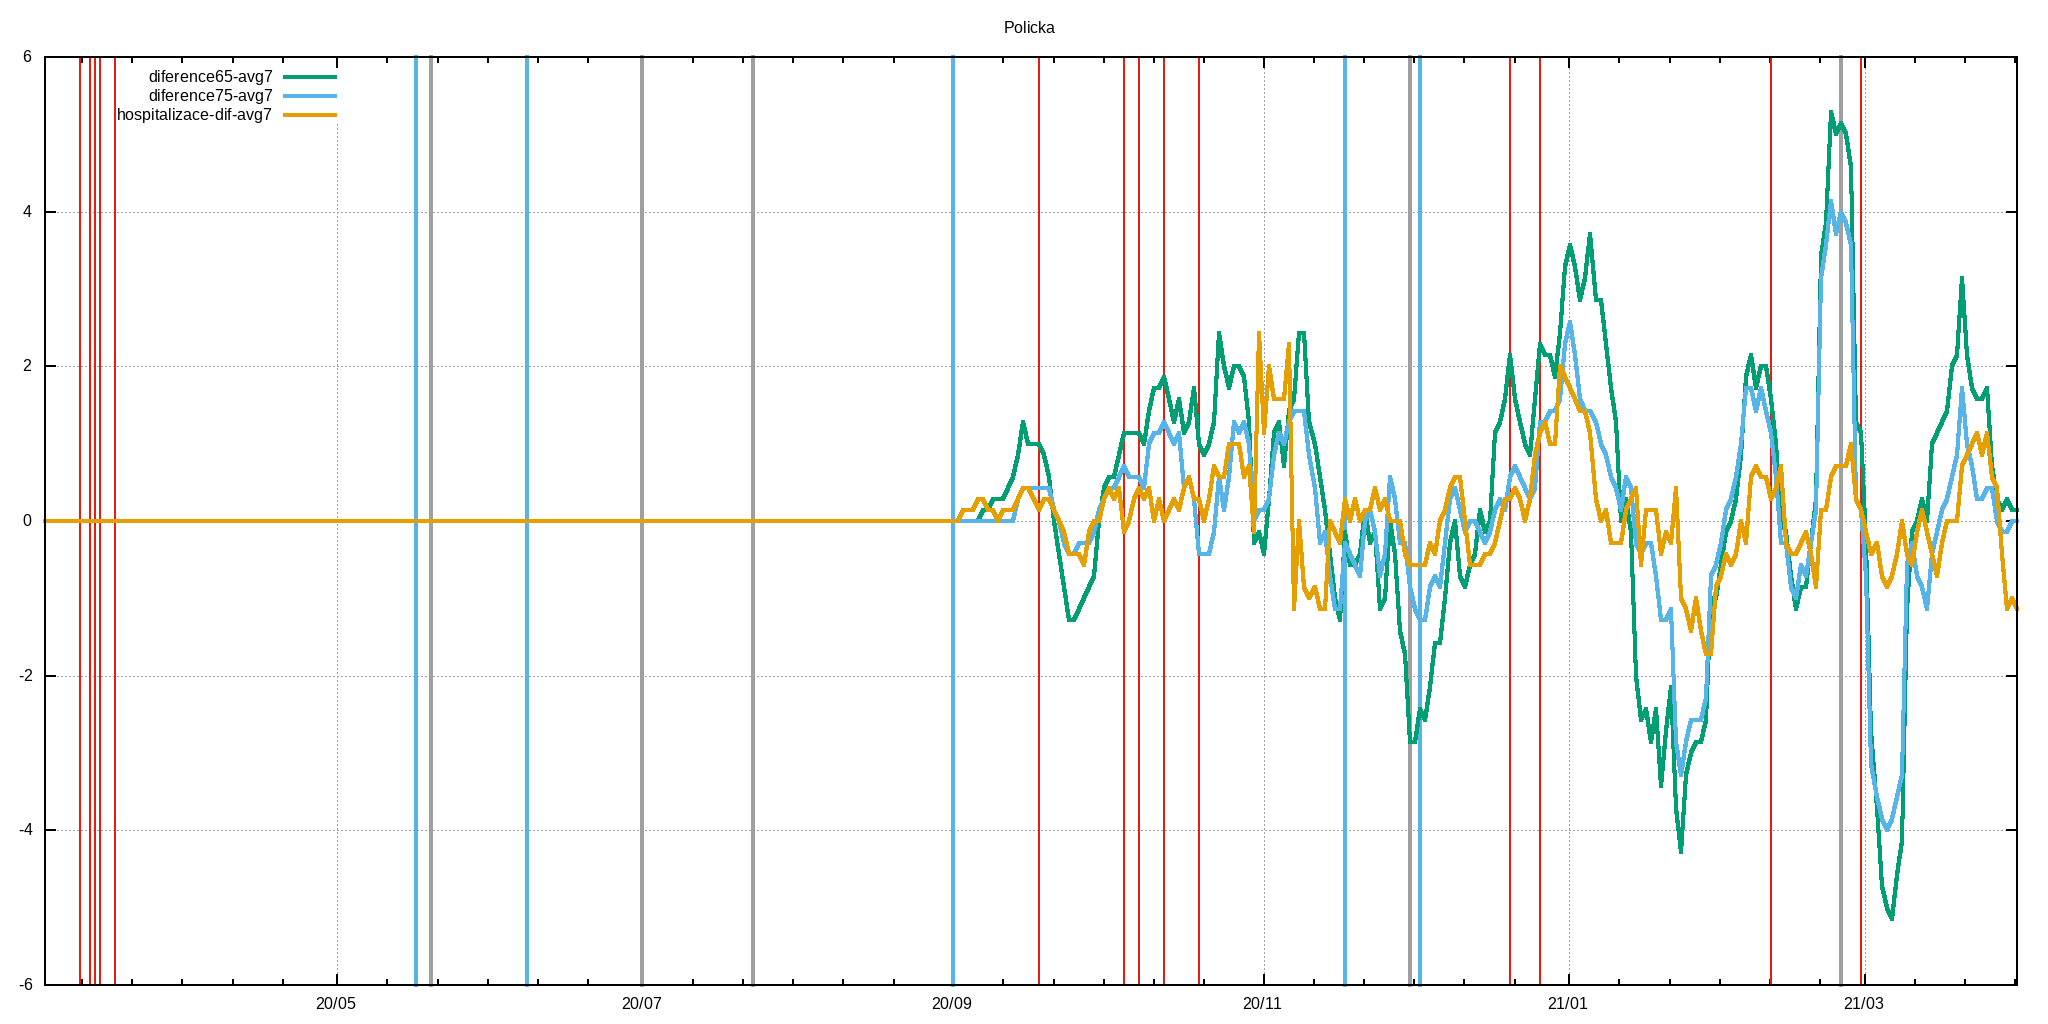 Policka
6
diference65-avg7
diference75-avg7
hospitalizace-dif-avg7
4
2
0
-2
-4
-6
20/05 20/07 20/09 20/11 21/01 21/03